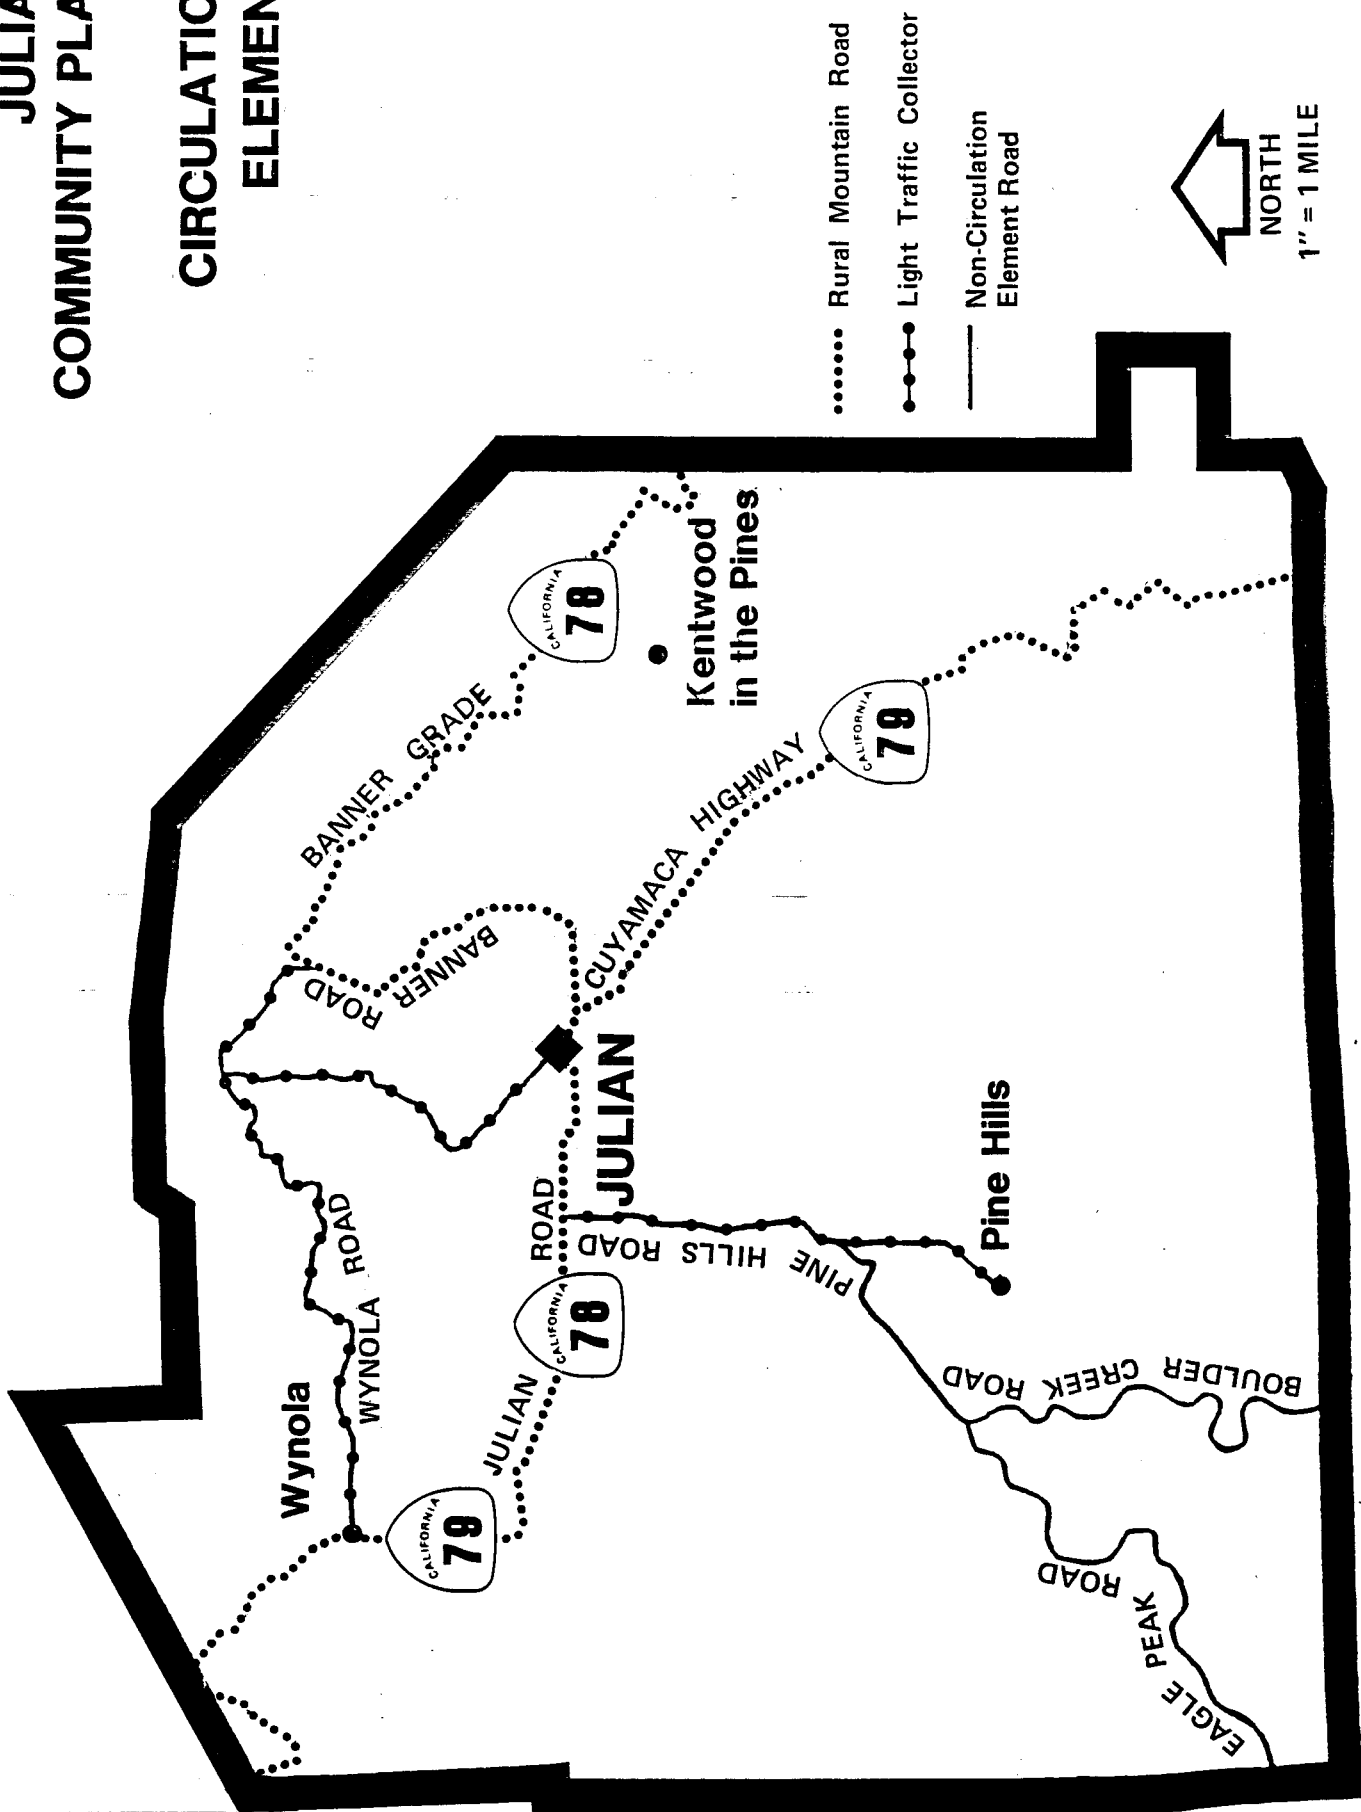 JULIA
COMMUNITY PLA
CIRCULATIO
ELEMEN
Wynola
WYNOLA ROAD
BANNER GRADE
BANNER ROAD
CALIFORNIA
78
Kentwood
in the Pines
CALIFORNIA
79
JULIAN ROAD
CALIFORNIA
78
JULIAN
CUYAMACA HIGHWAY
CALIFORNIA
79
PINE HILLS ROAD
Pine Hills
EAGLE PEAK ROAD
BOULDER CREEK ROAD
Rural Mountain Road
Light Traffic Collector
Non-Circulation
Element Road
NORTH
1" = 1 MILE